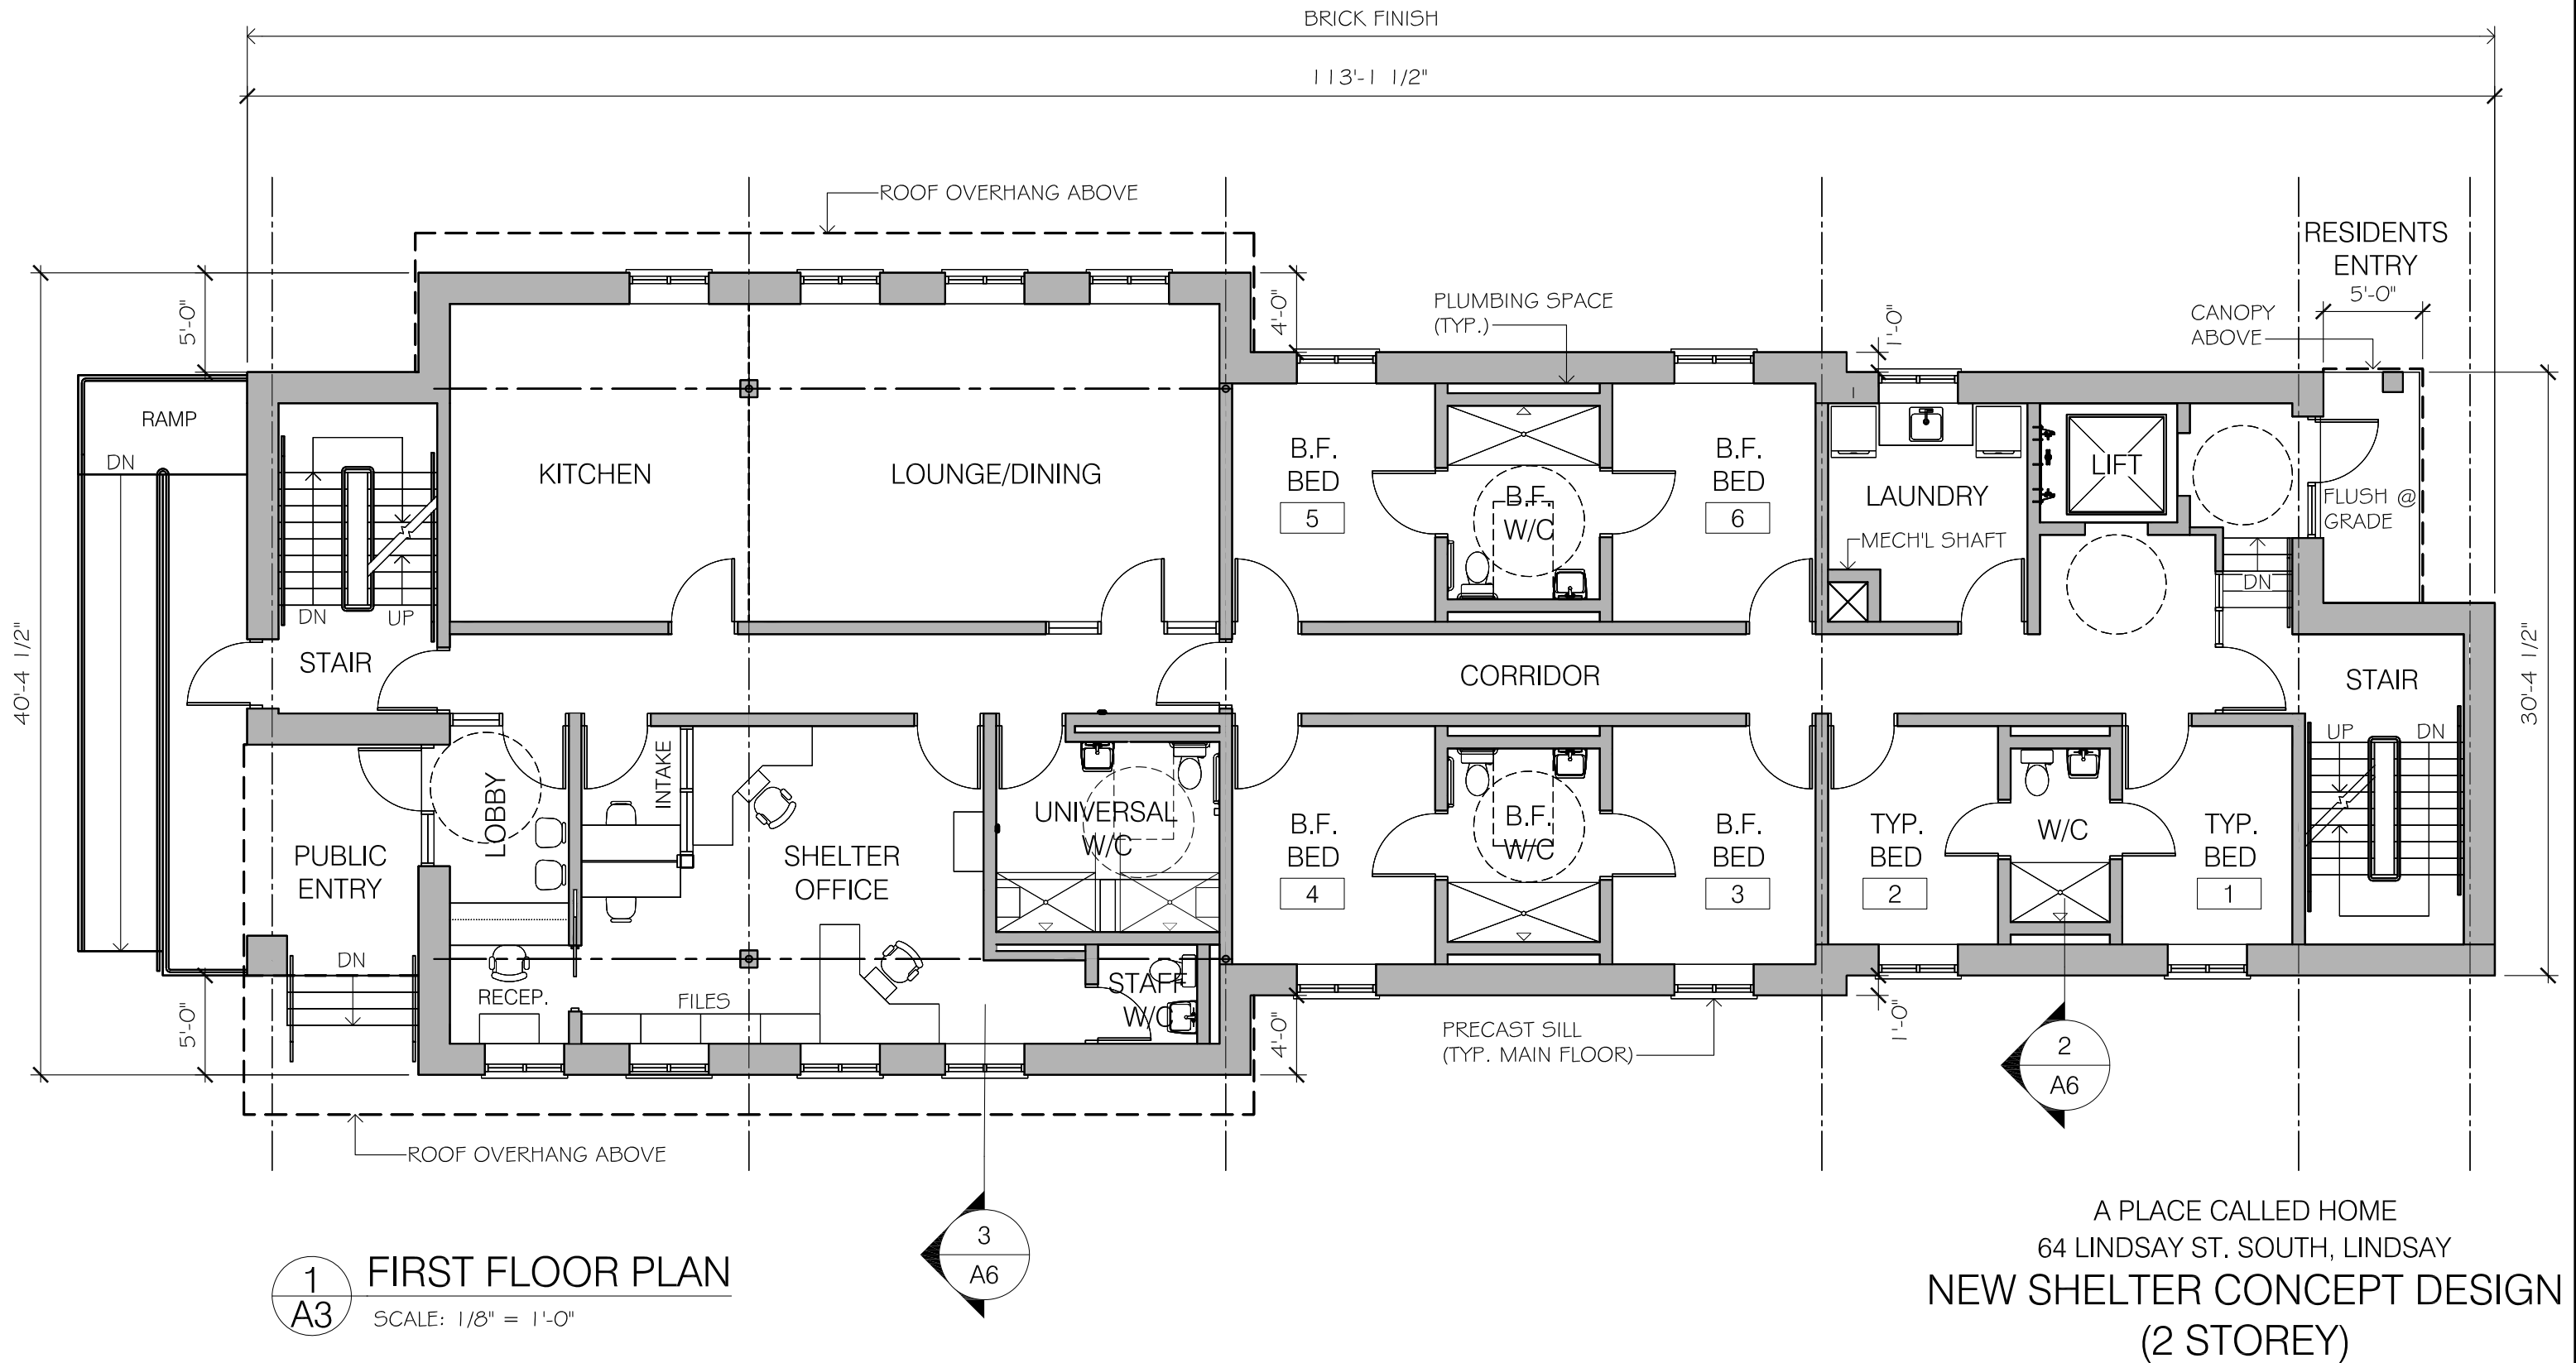 BRICK FINISH
113'-1 1/2"
ROOF OVERHANG ABOVE
RESIDENTS
ENTRY
5'-0"
CANOPY
ABOVE
PLUMBING SPACE
(TYP.)
5'-0"
4'-0"
1'-0"
40'-4 1/2"
30'-4 1/2"
RAMP
DN
DN
UP
STAIR
KITCHEN
LOUNGE/DINING
B.F.
BED
5
B.F.
W/C
B.F.
BED
6
LAUNDRY
MECH'L SHAFT
LIFT
FLUSH @
GRADE
DN
CORRIDOR
STAIR
UP
DN
PUBLIC
ENTRY
DN
LOBBY
INTAKE
RECEP.
FILES
SHELTER
OFFICE
UNIVERSAL
W/C
STAFF
W/C
B.F.
BED
4
B.F.
W/C
B.F.
BED
3
TYP.
BED
2
W/C
TYP.
BED
1
5'-0"
4'-0"
1'-0"
PRECAST SILL
(TYP. MAIN FLOOR)
2
A6
ROOF OVERHANG ABOVE
3
A6
1
A3
FIRST FLOOR PLAN
SCALE: 1/8" = 1'-0"
A PLACE CALLED HOME
64 LINDSAY ST. SOUTH, LINDSAY
NEW SHELTER CONCEPT DESIGN
(2 STOREY)